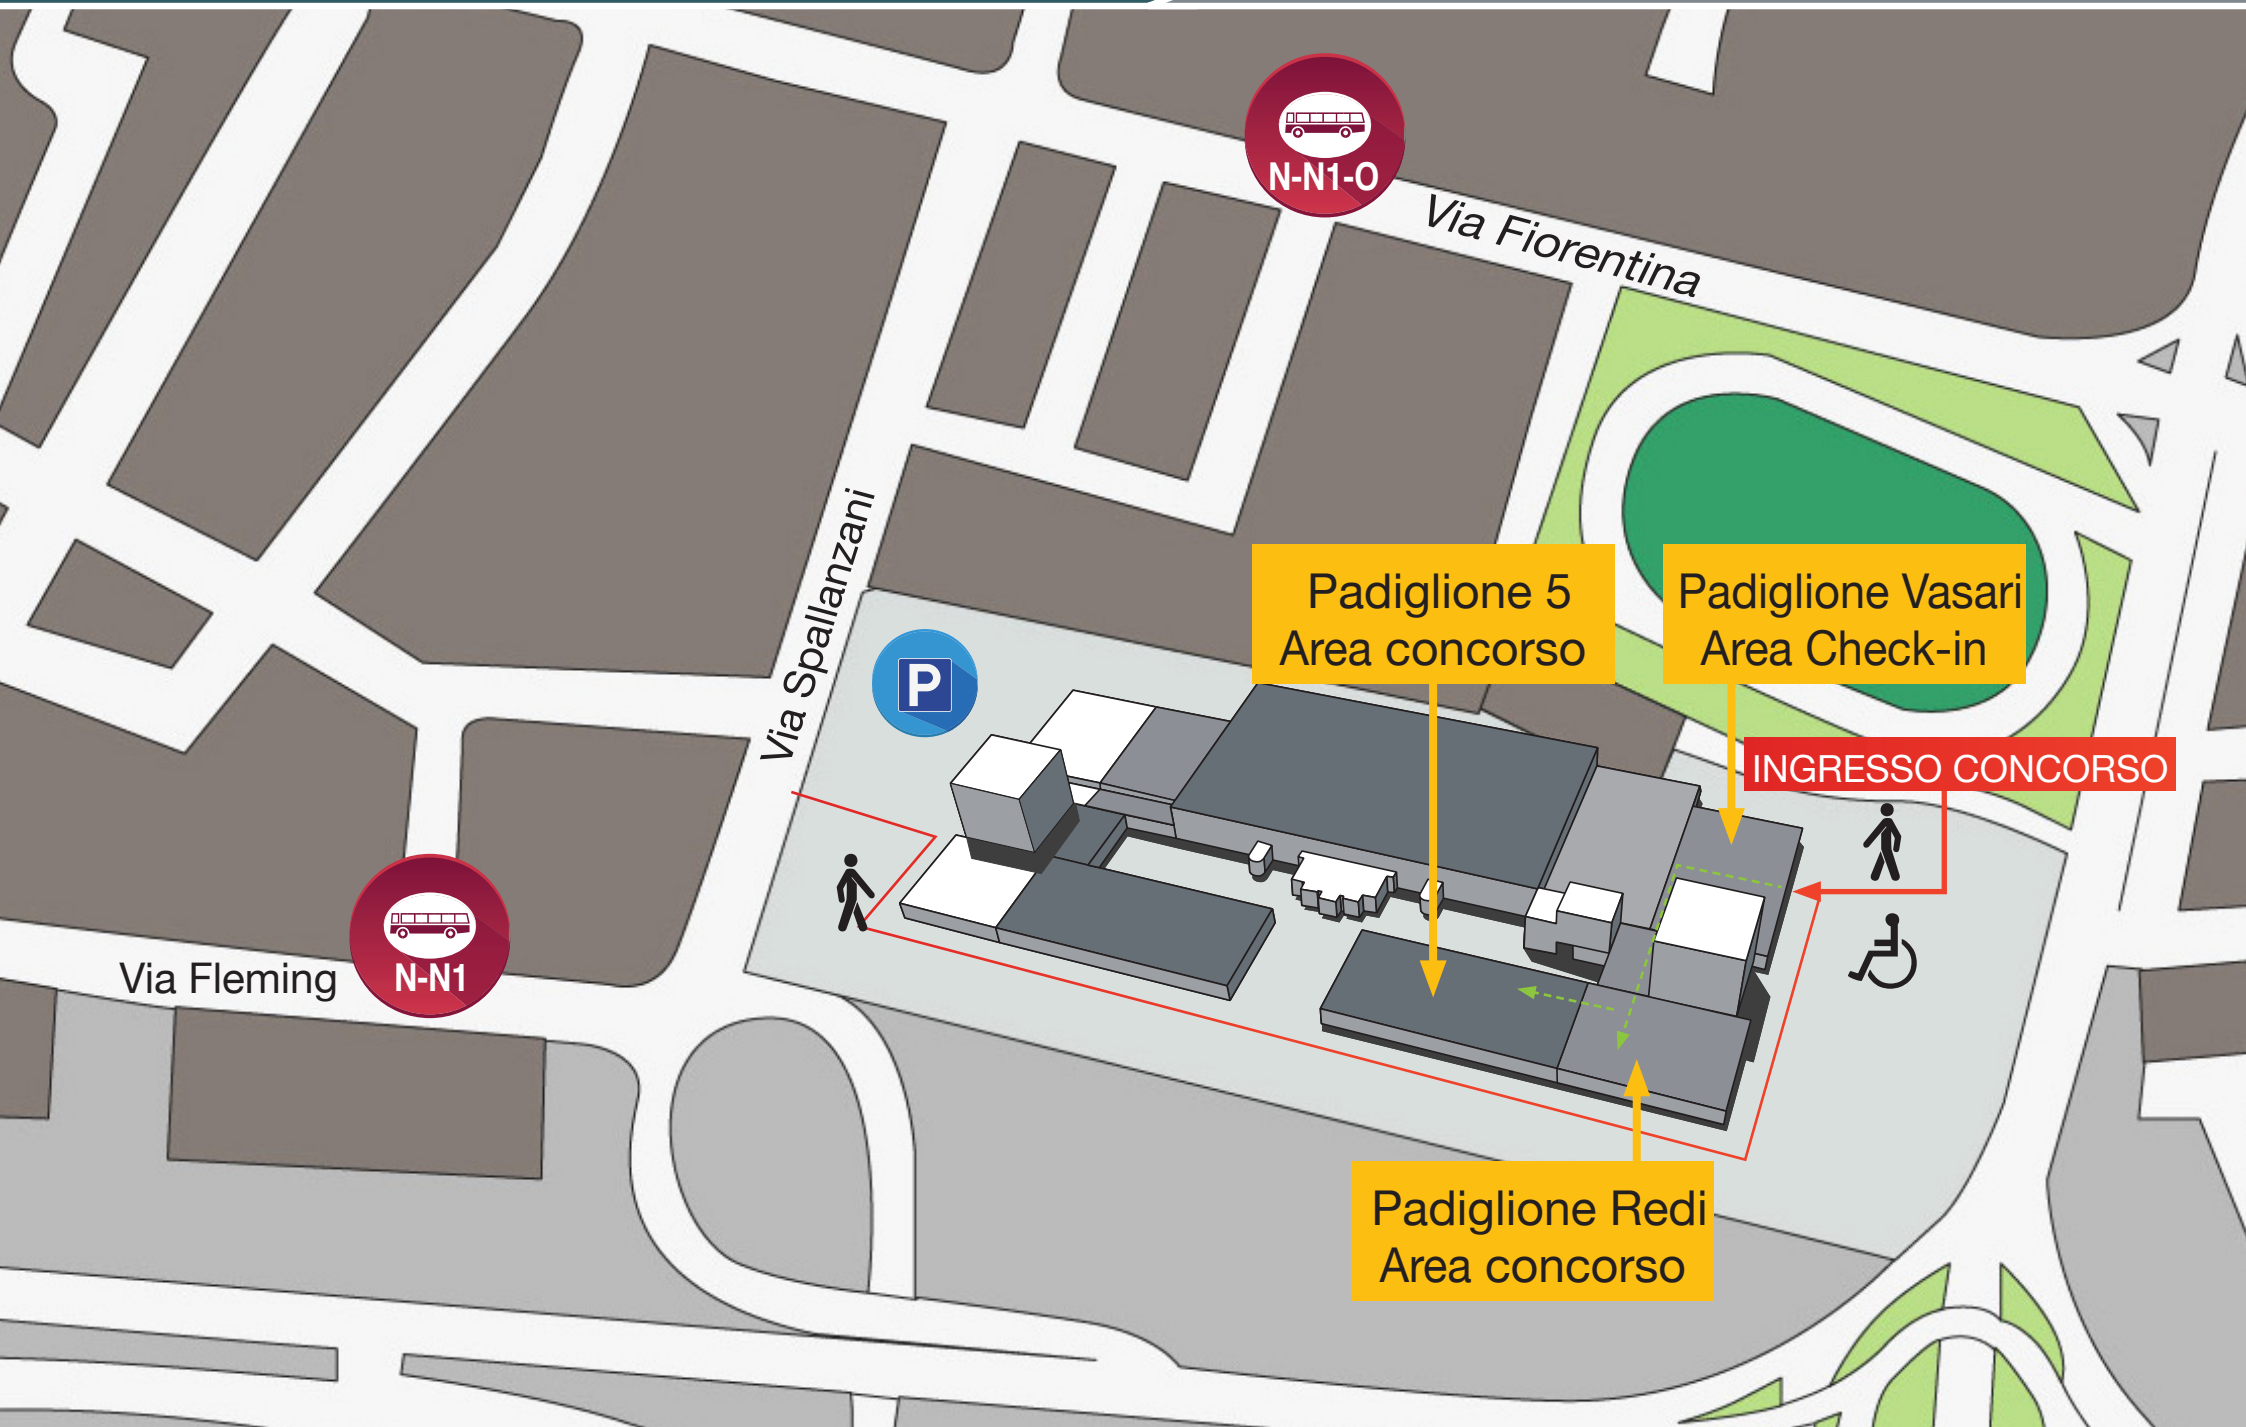 N-N1-O
Via Fiorentina
Via Spallanzani
P
Padiglione 5
Area concorso
Padiglione Vasari
Area Check-in
INGRESSO CONCORSO
Via Fleming
N-N1
Padiglione Redi
Area concorso